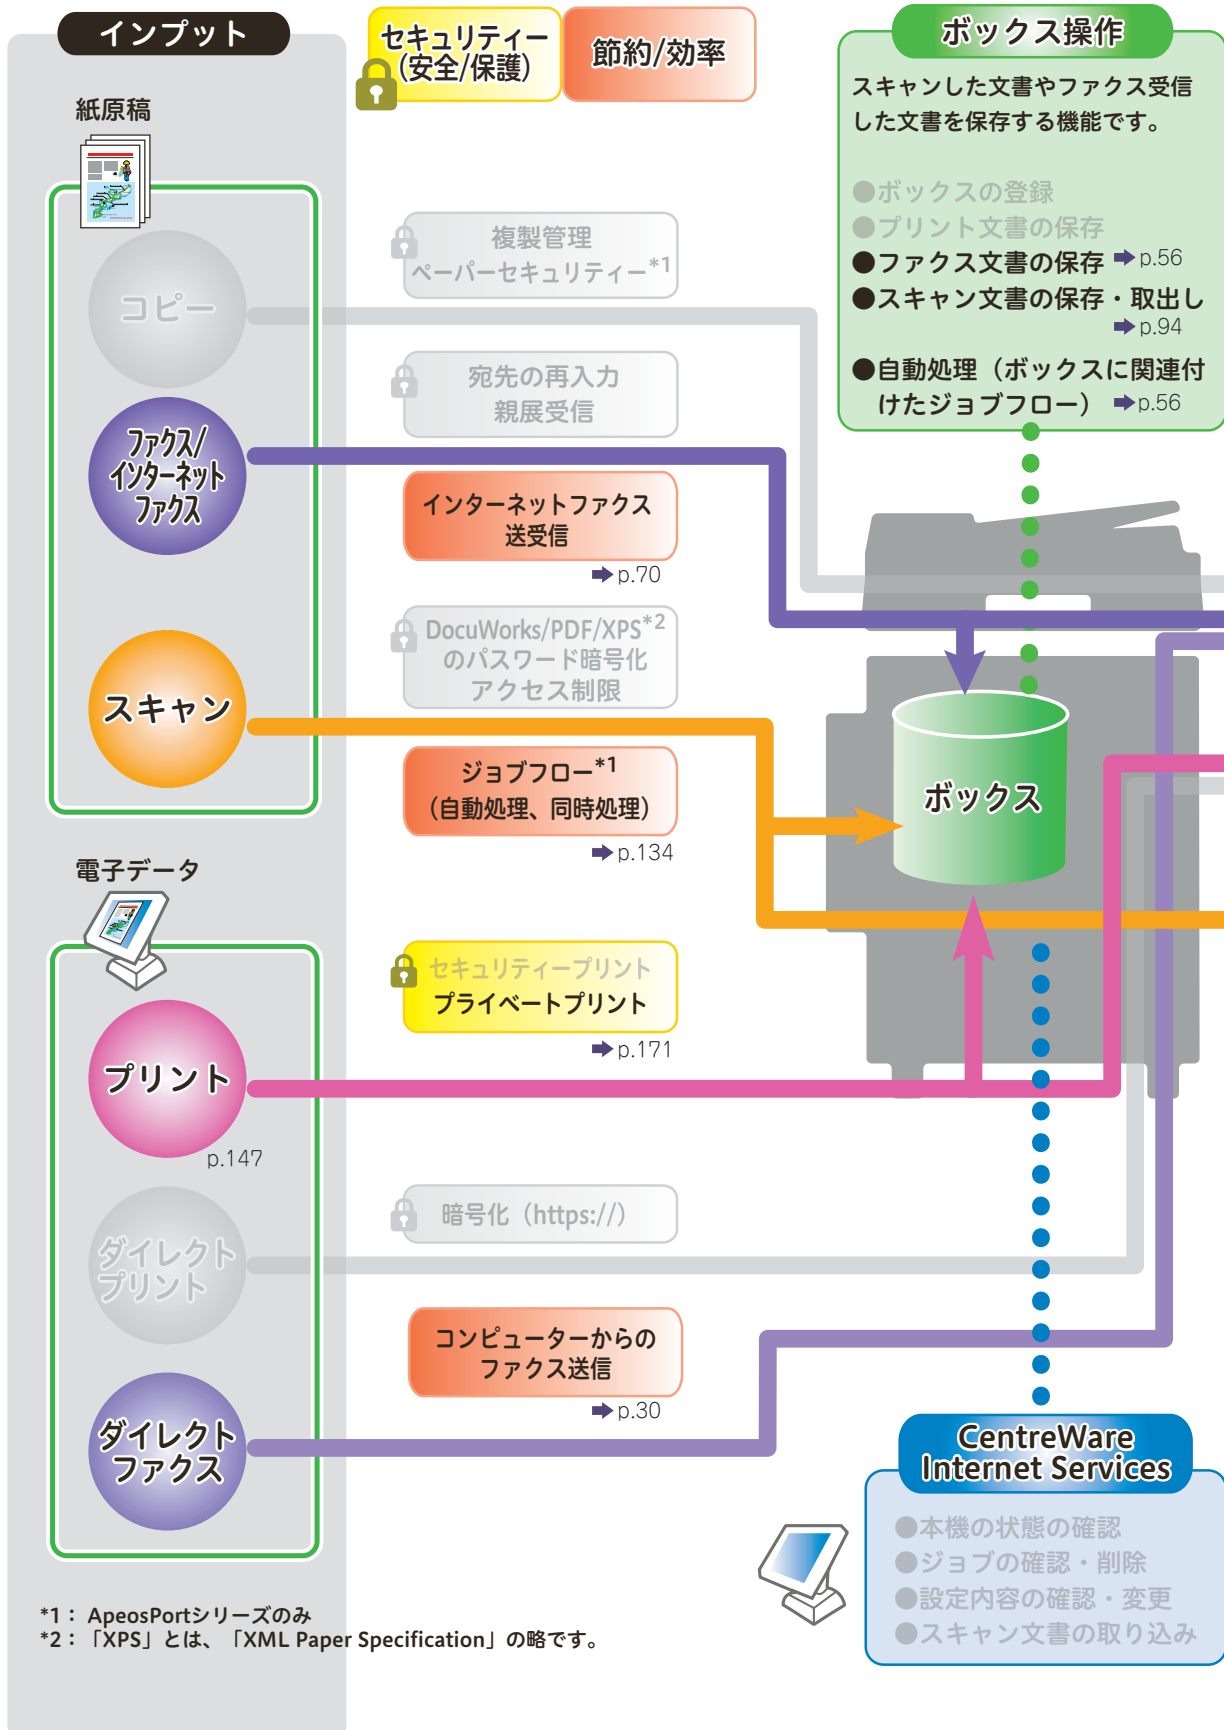 インプット
セキュリティー
(安全/保護)
節約/効率
ボックス操作
スキャンした文書やファクス受信
した文書を保存する機能です。
●ボックスの登録
●プリント文書の保存
●ファクス文書の保存 ➡ p.56
●スキャン文書の保存・取出し
➡ p.94
●自動処理（ボックスに関連付
けたジョブフロー） ➡ p.56
紙原稿
コピー
複製管理
ペーパーセキュリティー*1
宛先の再入力
親展受信
ファクス/
インターネット
ファクス
インターネットファクス
送受信
➡ p.70
DocuWorks/PDF/XPS*2
のパスワード暗号化
アクセス制限
スキャン
ジョブフロー*1
（自動処理、同時処理）
➡ p.134
ボックス
電子データ
セキュリティープリント
プライベートプリント
➡ p.171
プリント
p.147
暗号化（https://）
ダイレクト
プリント
コンピューターからの
ファクス送信
➡ p.30
ダイレクト
ファクス
CentreWare
Internet Services
●本機の状態の確認
●ジョブの確認・削除
●設定内容の確認・変更
●スキャン文書の取り込み
*1： ApeosPortシリーズのみ
*2： 「XPS」とは、「XML Paper Specification」の略です。